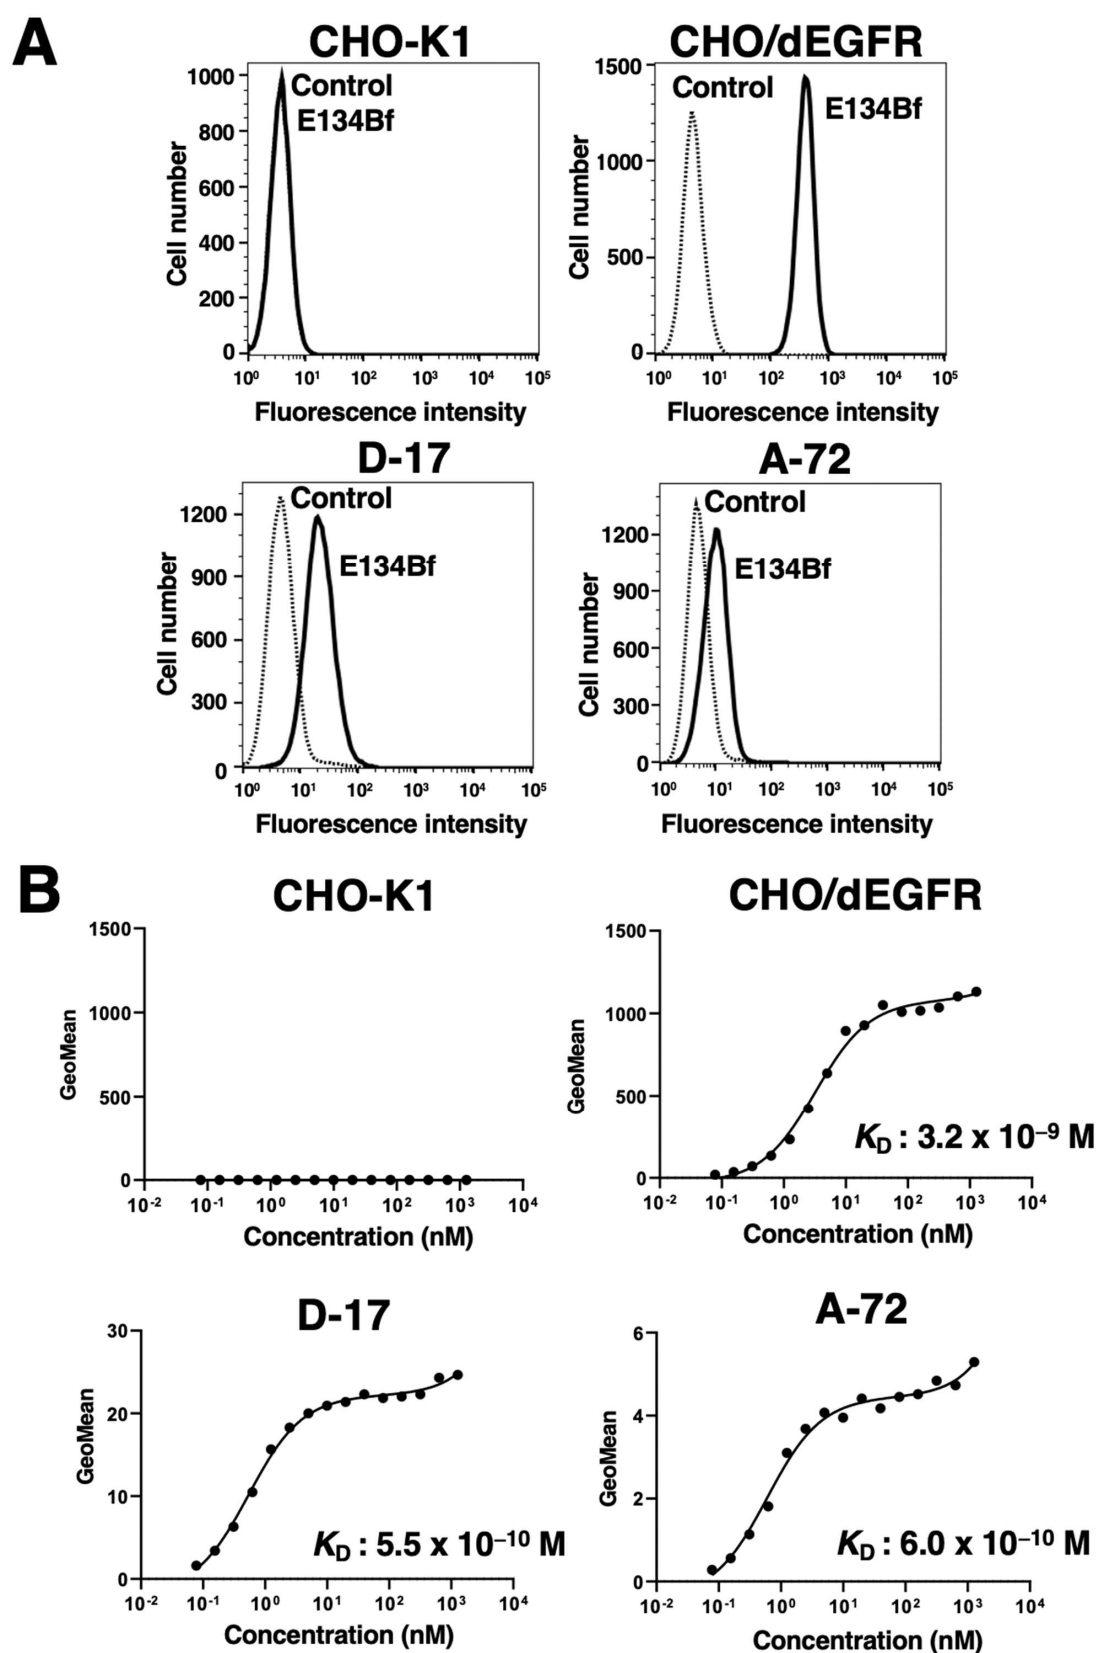 A
CHO-K1
CHO/dEGFR
Control
E134Bf
Control
E134Bf
Cell number
1000
800
600
400
200
0
10⁰ 10¹ 10² 10³ 10⁴ 10⁵
Fluorescence intensity
Cell number
1500
1000
500
0
10⁰ 10¹ 10² 10³ 10⁴ 10⁵
Fluorescence intensity
D-17
A-72
Control
E134Bf
Control
E134Bf
Cell number
1200
900
600
300
0
10⁰ 10¹ 10² 10³ 10⁴ 10⁵
Fluorescence intensity
Cell number
1200
900
600
300
0
10⁰ 10¹ 10² 10³ 10⁴ 10⁵
Fluorescence intensity
B
CHO-K1
CHO/dEGFR
GeoMean
1500
1000
500
0
10⁻² 10⁻¹ 10⁰ 10¹ 10² 10³ 10⁴
Concentration (nM)
GeoMean
1500
1000
500
0
K_D : 3.2 x 10⁻⁹ M
10⁻² 10⁻¹ 10⁰ 10¹ 10² 10³ 10⁴
Concentration (nM)
D-17
A-72
GeoMean
30
20
10
0
K_D : 5.5 x 10⁻¹⁰ M
10⁻² 10⁻¹ 10⁰ 10¹ 10² 10³ 10⁴
Concentration (nM)
GeoMean
6
4
2
0
K_D : 6.0 x 10⁻¹⁰ M
10⁻² 10⁻¹ 10⁰ 10¹ 10² 10³ 10⁴
Concentration (nM)